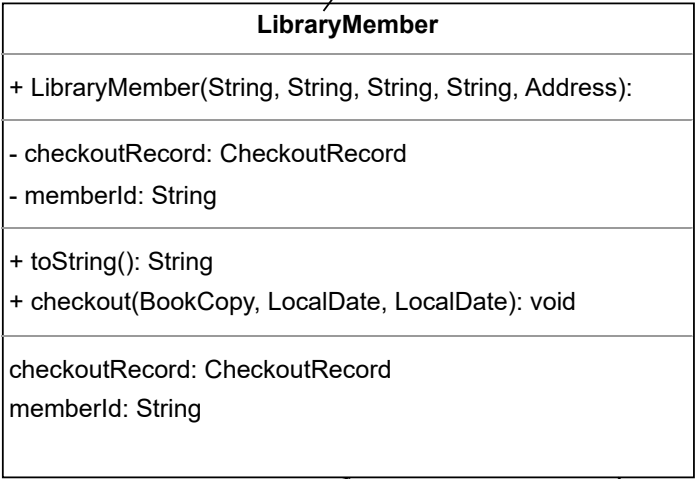 LibraryMember
+ LibraryMember(String, String, String, String, Address):
- checkoutRecord: CheckoutRecord
- memberId: String
+ toString(): String
+ checkout(BookCopy, LocalDate, LocalDate): void
checkoutRecord: CheckoutRecord
memberId: String